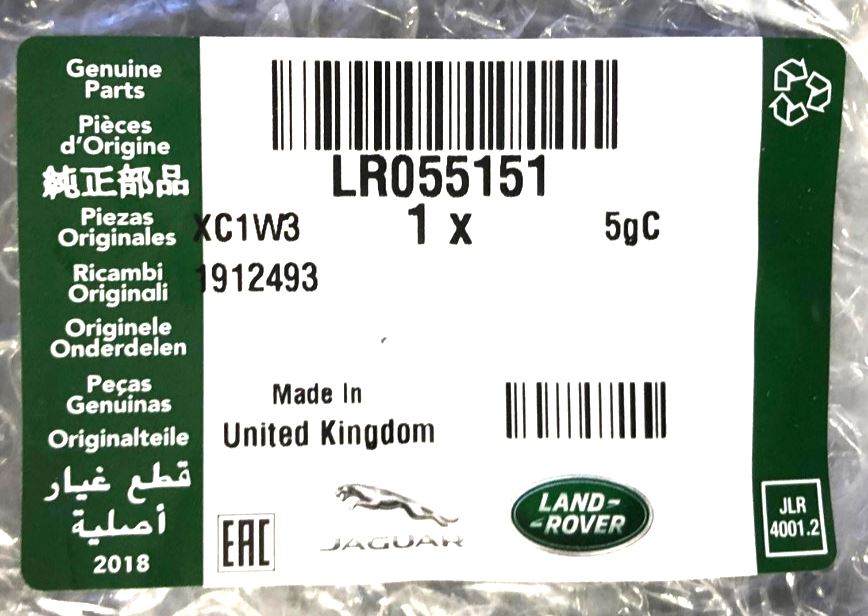 Genuine
Parts
Pièces
d'Origine
純正部品
Piezas
Originales
Ricambi
Originali
Originele
Onderdelen
Peças
Genuinas
Originalteile
قطع غيار
أصلية
2018
LR055151
XC1W3 1 x 5gC
1912493
Made In
United Kingdom
EAC
JAGUAR
LAND-
-ROVER
JLR
4001.2